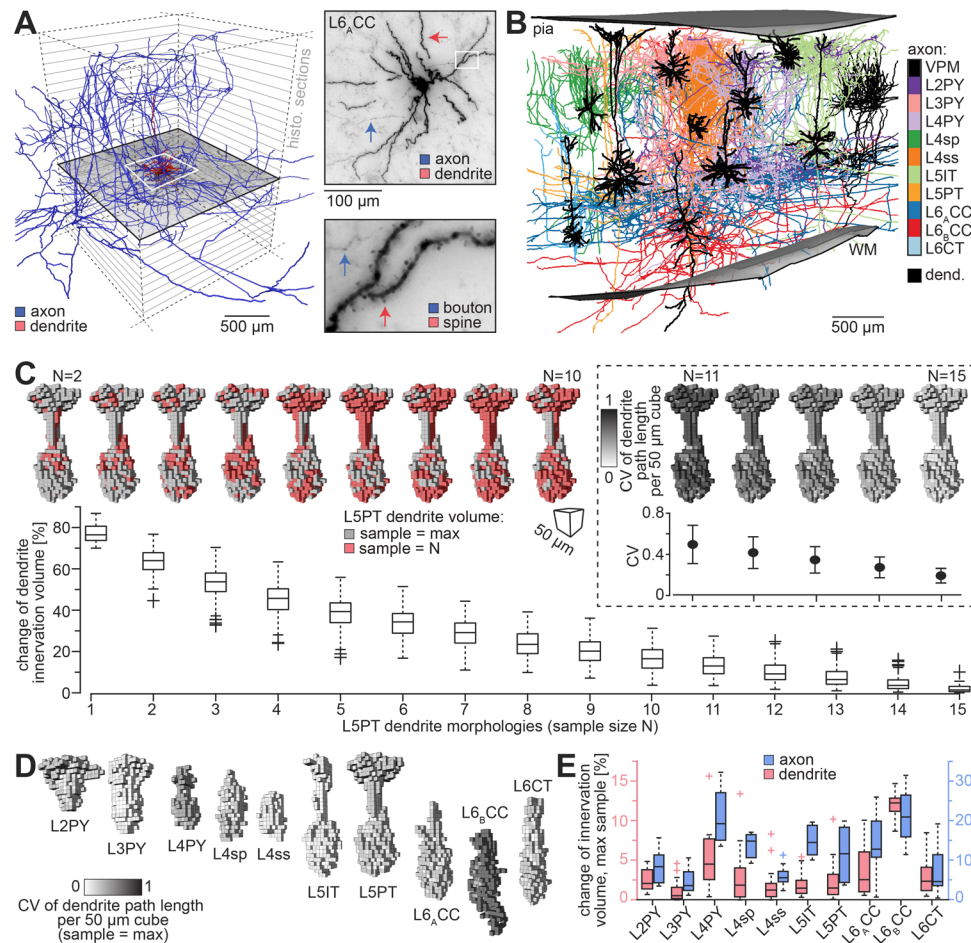 A
histo. sections
axon
dendrite
500 µm
L6ACC
axon
dendrite
100 µm
bouton
spine
B
pia
WM
500 µm
axon:
VPM
L2PY
L3PY
L4PY
L4sp
L4ss
L5IT
L5PT
L6ACC
L6BCC
L6CT
dend.
C
N=2
N=10
N=11
N=15
1
0
CV of dendrite
path length
per 50 µm cube
L5PT dendrite volume:
sample = max
sample = N
50 µm
0.8
0.4
0
CV
change of dendrite
innervation volume [%]
80
60
40
20
0
1 2 3 4 5 6 7 8 9 10 11 12 13 14 15
L5PT dendrite morphologies (sample size N)
D
L2PY
L3PY
L4PY
L4sp
L4ss
L5IT
L5PT
L6ACC
L6BCC
L6CT
0 1
CV of dendrite path length
per 50 µm cube
(sample = max)
E
axon
dendrite
change of innervation
volume, max sample [%]
15
10
5
0
30
20
10
0
L2PY L3PY L4PY L4sp L4ss L5IT L5PT L6ACC L6BCC L6CT